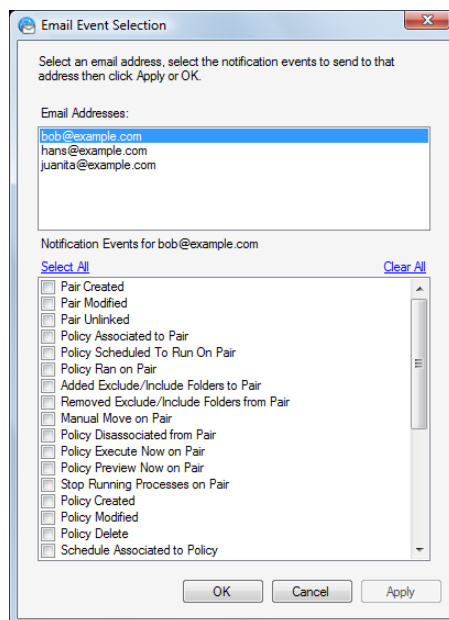 Email Event Selection
Select an email address, select the notification events to send to that
address then click Apply or OK.
Email Addresses:
bob@example.com
hans@example.com
juanita@example.com
Notification Events for bob@example.com
Select All Clear All
Pair Created
Pair Modified
Pair Unlinked
Policy Associated to Pair
Policy Scheduled To Run On Pair
Policy Ran on Pair
Added Exclude/Include Folders to Pair
Removed Exclude/Include Folders from Pair
Manual Move on Pair
Policy Disassociated from Pair
Policy Execute Now on Pair
Policy Preview Now on Pair
Stop Running Processes on Pair
Policy Created
Policy Modified
Policy Delete
Schedule Associated to Policy
OK Cancel Apply